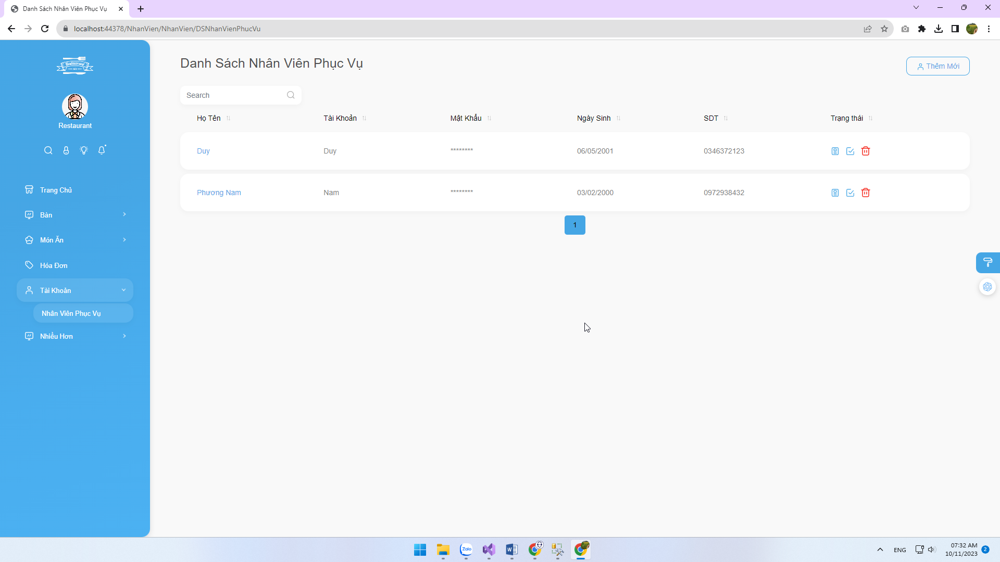 Danh Sách Nhân Viên Phục Vụ
localhost:44378/NhanVien/NhanVien/DSNhanVienPhucVu
Restaurant
Restaurant
Trang Chủ
Bàn
Món Ăn
Hóa Đơn
Tài Khoản
Nhân Viên Phục Vụ
Nhiều Hơn
Danh Sách Nhân Viên Phục Vụ
Thêm Mới
Search
Họ Tên Tài Khoản Mật Khẩu Ngày Sinh SDT Trạng thái
Duy Duy ******** 06/05/2001 0346372123
Phương Nam Nam ******** 03/02/2000 0972938432
1
Zalo
ENG
07:32 AM
10/11/2023
2